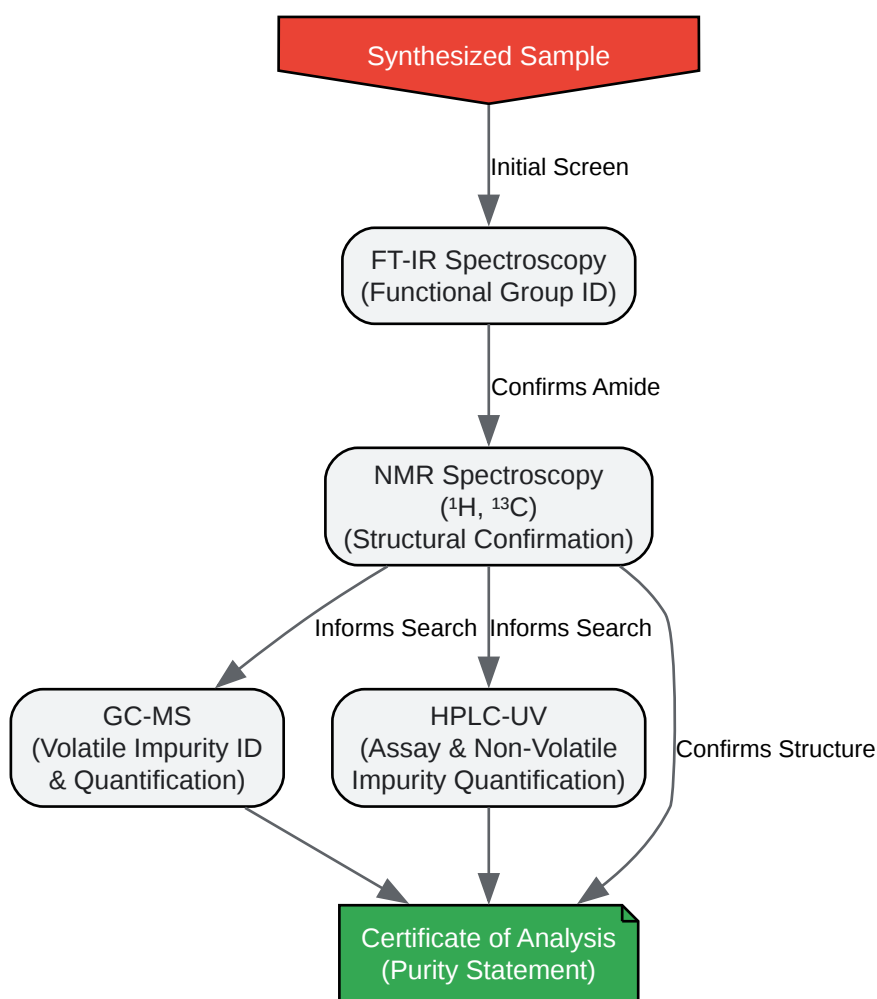 Synthesized Sample
Initial Screen
FT-IR Spectroscopy
(Functional Group ID)
Confirms Amide
NMR Spectroscopy
(¹H, ¹³C)
(Structural Confirmation)
Informs Search
Informs Search
GC-MS
(Volatile Impurity ID
& Quantification)
HPLC-UV
(Assay & Non-Volatile
Impurity Quantification)
Confirms Structure
Certificate of Analysis
(Purity Statement)